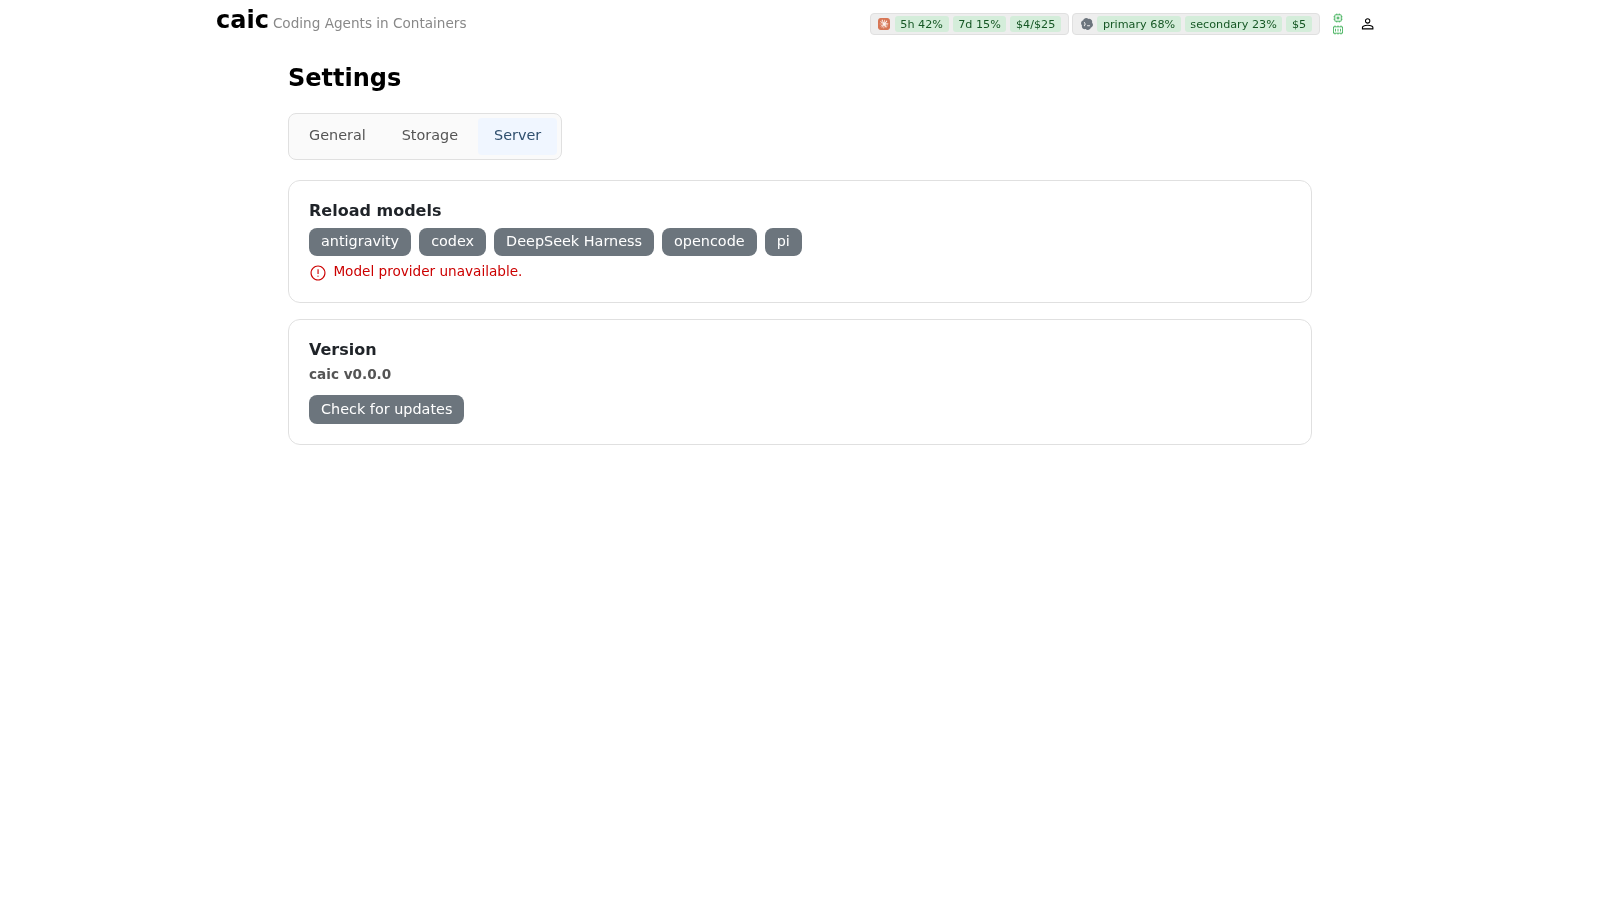 caic Coding Agents in Containers
5h 42% 7d 15% $4/$25 primary 68% secondary 23% $5
Settings
General Storage Server
Reload models
antigravity codex DeepSeek Harness opencode pi
Model provider unavailable.
Version
caic v0.0.0
Check for updates